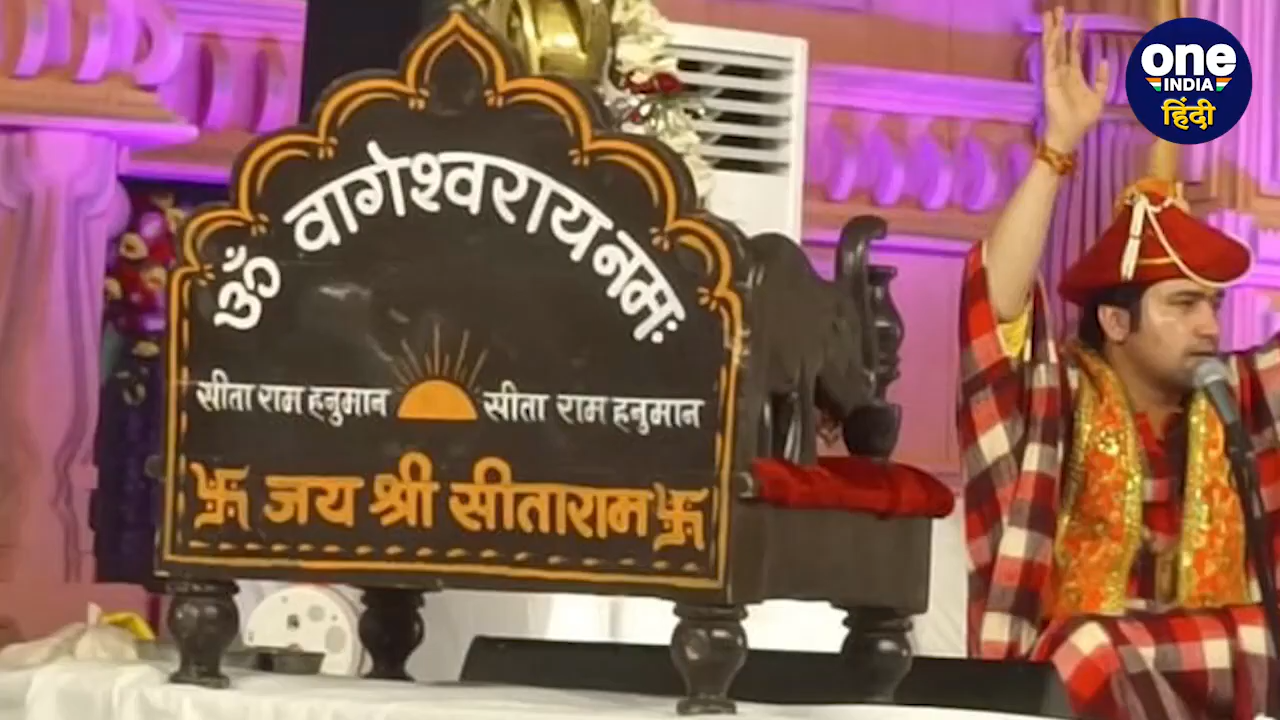 one
INDIA
हिंदी
ॐ वागेश्वराय नमः
सीता राम हनुमान सीता राम हनुमान
卐 जय श्री सीताराम 卐